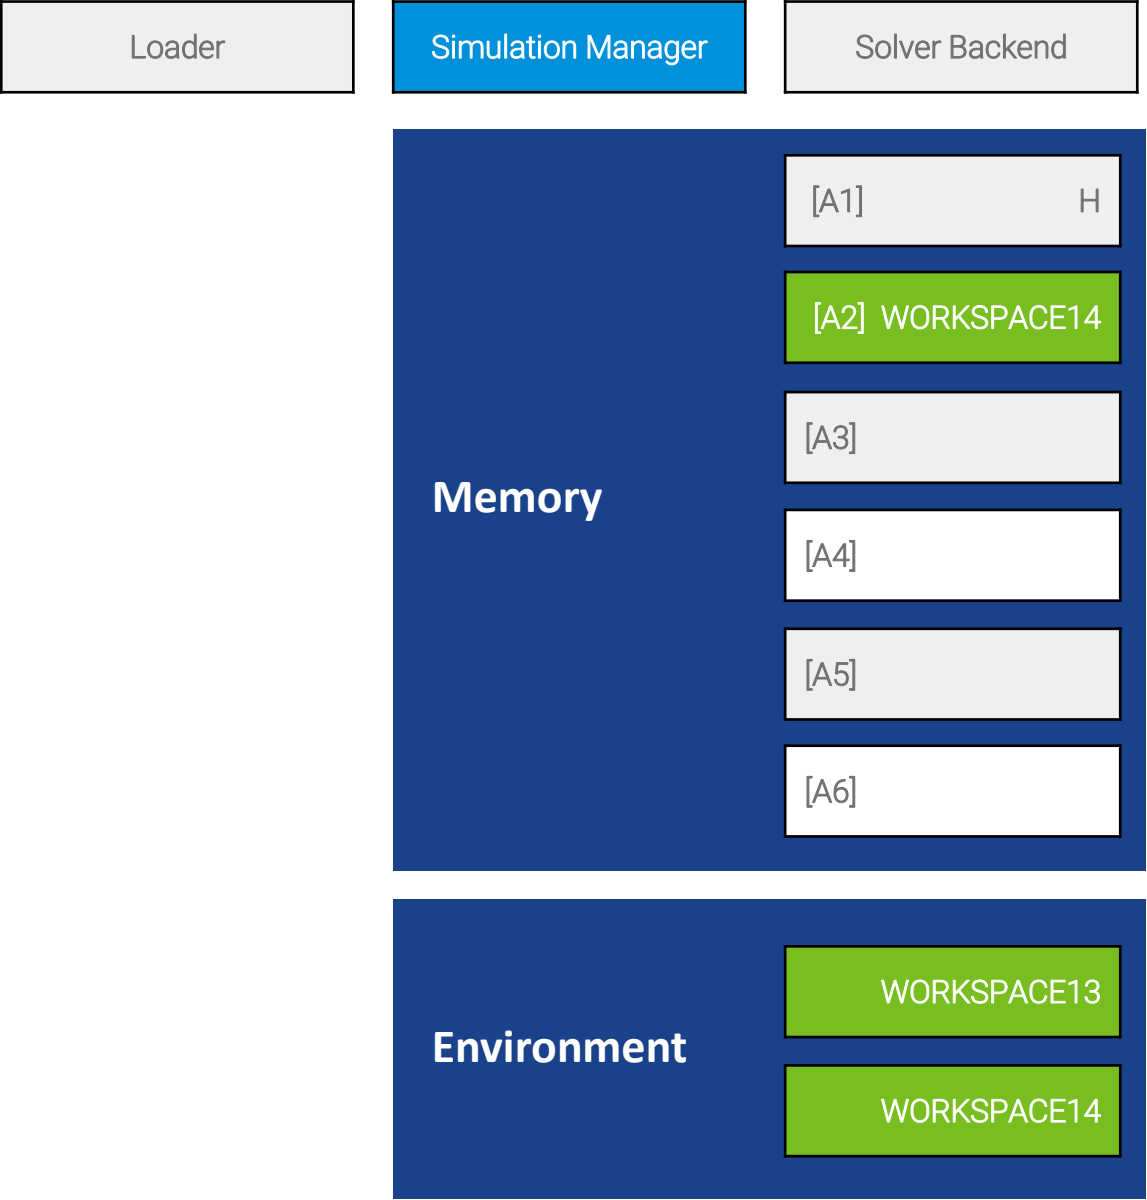 Loader
Simulation Manager
Solver Backend
[A1] H
[A2] WORKSPACE14
[A3]
Memory
[A4]
[A5]
[A6]
WORKSPACE13
Environment
WORKSPACE14